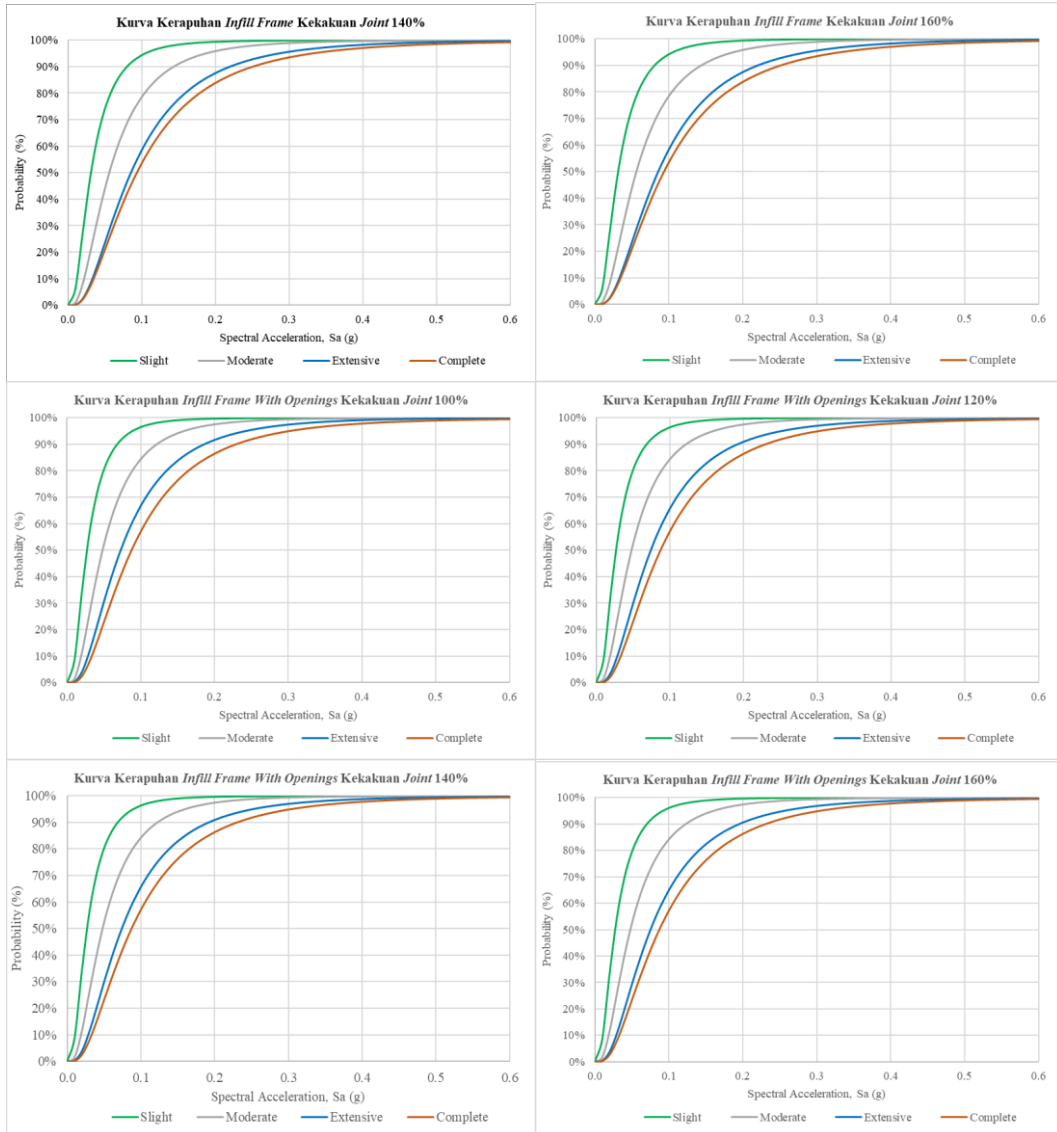 Kurva Kerapuhan Infill Frame Kekakuan Joint 140%
100%
90%
80%
70%
60%
50%
40%
30%
20%
10%
0%
Probability (%)
0.0 0.1 0.2 0.3 0.4 0.5 0.6
Spectral Acceleration, Sa (g)
Slight Moderate Extensive Complete
Kurva Kerapuhan Infill Frame Kekakuan Joint 160%
100%
90%
80%
70%
60%
50%
40%
30%
20%
10%
0%
Probability (%)
0.0 0.1 0.2 0.3 0.4 0.5 0.6
Spectral Acceleration, Sa (g)
Slight Moderate Extensive Complete
Kurva Kerapuhan Infill Frame With Openings Kekakuan Joint 100%
100%
90%
80%
70%
60%
50%
40%
30%
20%
10%
0%
Probability (%)
0.0 0.1 0.2 0.3 0.4 0.5 0.6
Spectral Acceleration, Sa (g)
Slight Moderate Extensive Complete
Kurva Kerapuhan Infill Frame With Openings Kekakuan Joint 120%
100%
90%
80%
70%
60%
50%
40%
30%
20%
10%
0%
Probability (%)
0.0 0.1 0.2 0.3 0.4 0.5 0.6
Spectral Acceleration, Sa (g)
Slight Moderate Extensive Complete
Kurva Kerapuhan Infill Frame With Openings Kekakuan Joint 140%
100%
90%
80%
70%
60%
50%
40%
30%
20%
10%
0%
Probability (%)
0.0 0.1 0.2 0.3 0.4 0.5 0.6
Spectral Acceleration, Sa (g)
Slight Moderate Extensive Complete
Kurva Kerapuhan Infill Frame With Openings Kekakuan Joint 160%
100%
90%
80%
70%
60%
50%
40%
30%
20%
10%
0%
Probability (%)
0.0 0.1 0.2 0.3 0.4 0.5 0.6
Spectral Acceleration, Sa (g)
Slight Moderate Extensive Complete